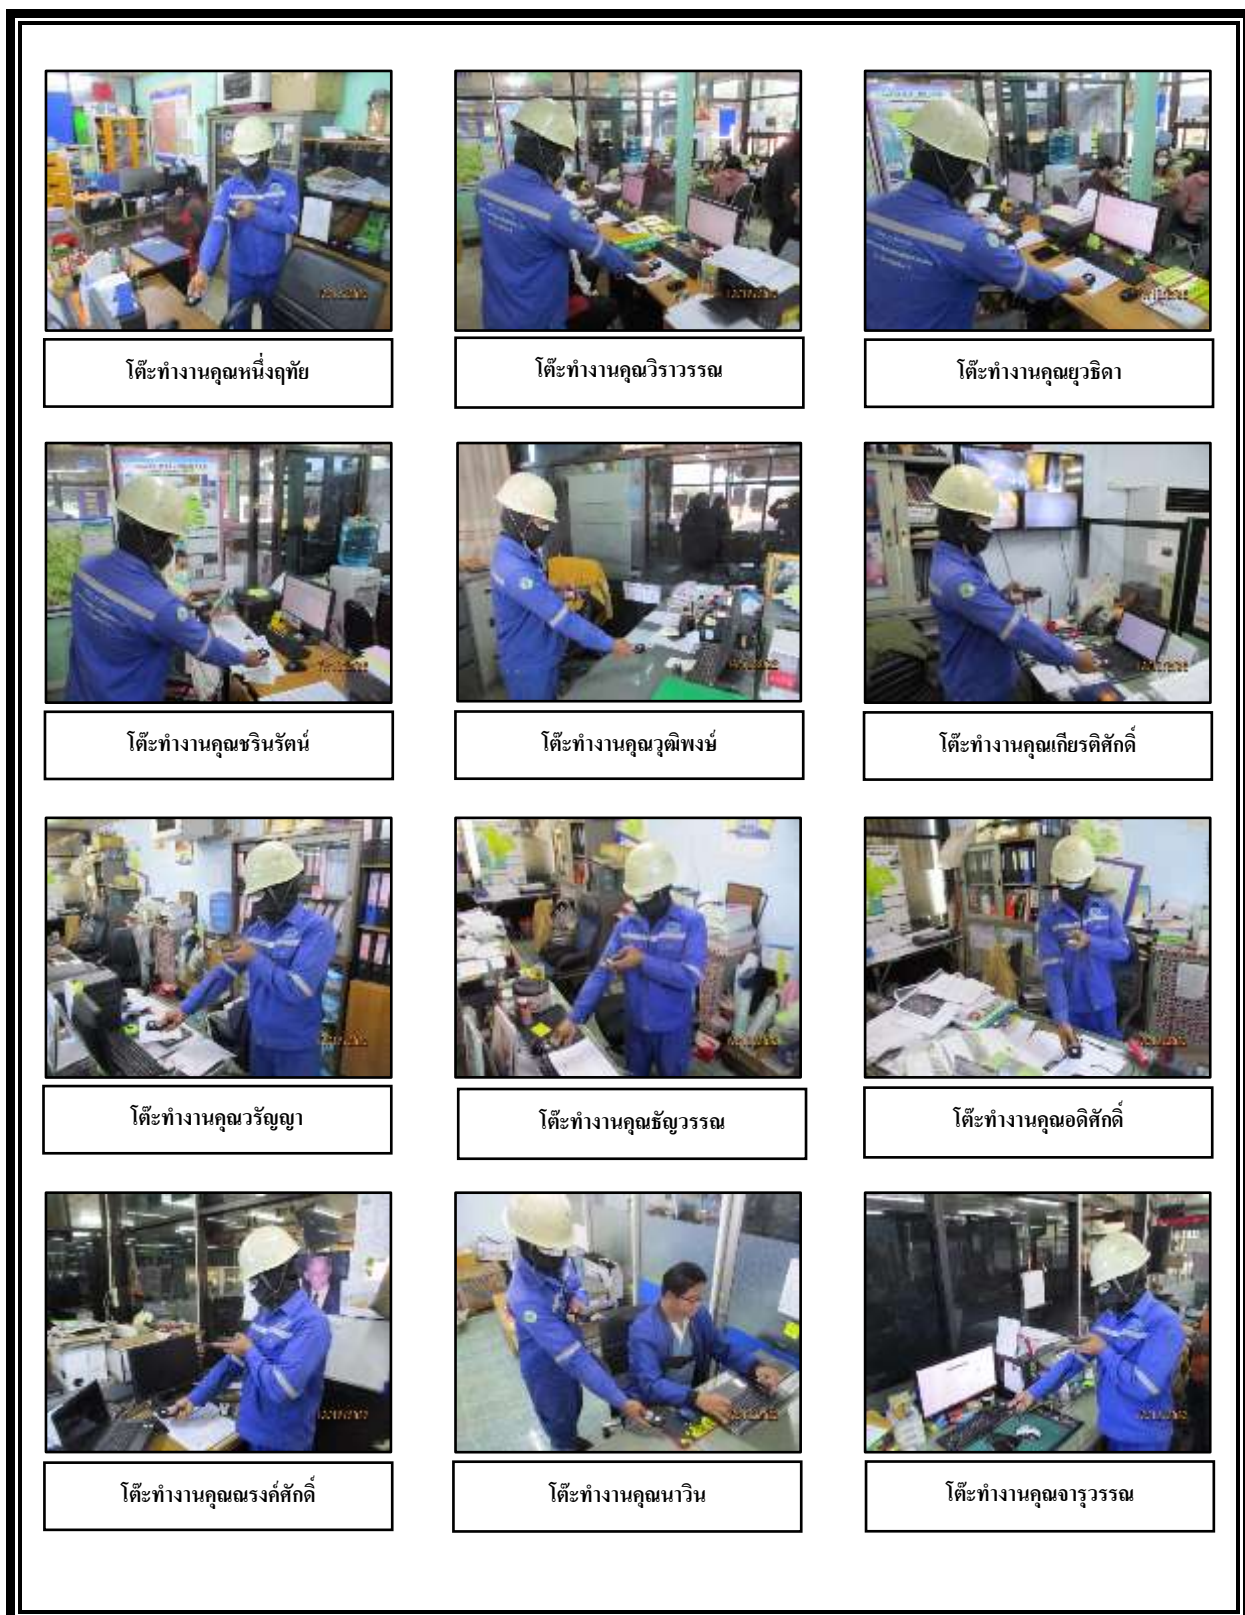 โต๊ะทำงานคุณหนึ่งฤทัย
โต๊ะทำงานคุณวิราวรรณ
โต๊ะทำงานคุณยุวธิดา
โต๊ะทำงานคุณชรินรัตน์
โต๊ะทำงานคุณวุฒิพงษ์
โต๊ะทำงานคุณเกียรติศักดิ์
โต๊ะทำงานคุณวรัญญา
โต๊ะทำงานคุณธัญวรรณ
โต๊ะทำงานคุณอดิศักดิ์
โต๊ะทำงานคุณณรงค์ศักดิ์
โต๊ะทำงานคุณนาวิน
โต๊ะทำงานคุณจารุวรรณ